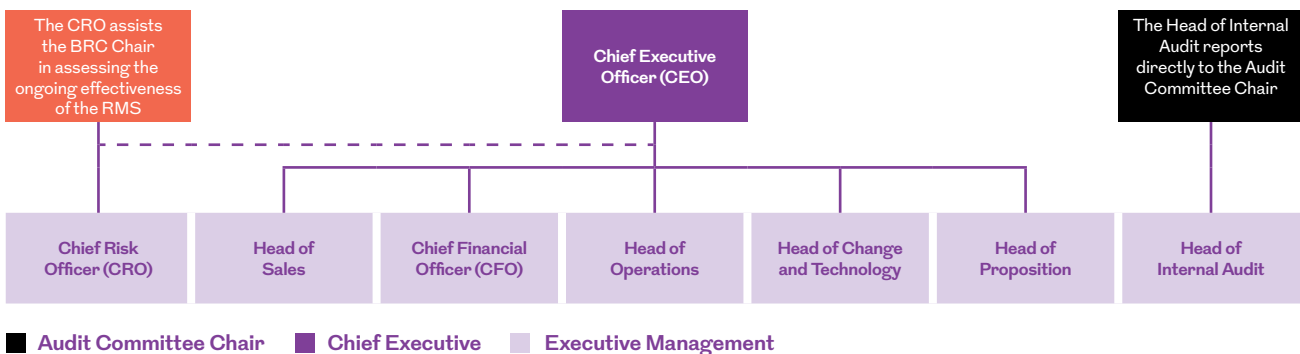 The CRO assists
the BRC Chair
in assessing the
ongoing effectiveness
of the RMS
Chief Executive
Officer (CEO)
The Head of Internal
Audit reports
directly to the Audit
Committee Chair
Chief Risk
Officer (CRO)
Head of
Sales
Chief Financial
Officer (CFO)
Head of
Operations
Head of Change
and Technology
Head of
Proposition
Head of
Internal Audit
Audit Committee Chair
Chief Executive
Executive Management